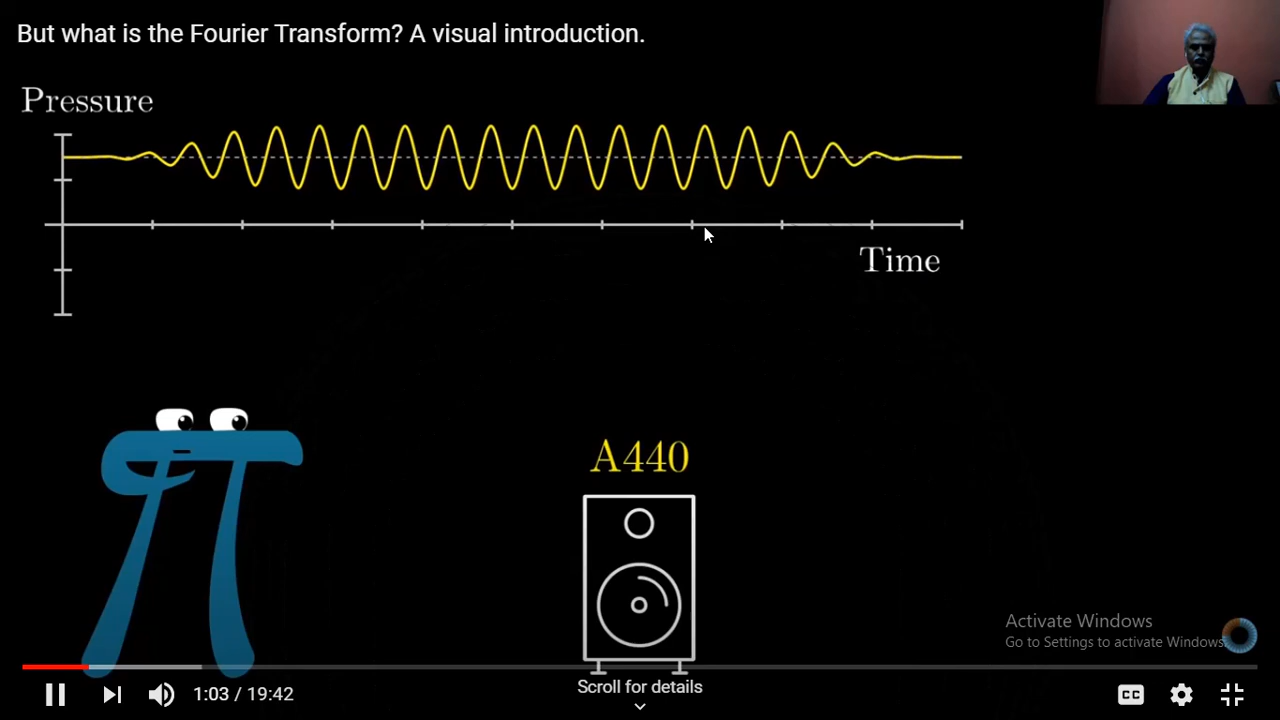 But what is the Fourier Transform? A visual introduction.
Pressure
Time
A440
Activate Windows
Go to Settings to activate Windows.
1:03 / 19:42
Scroll for details
CC